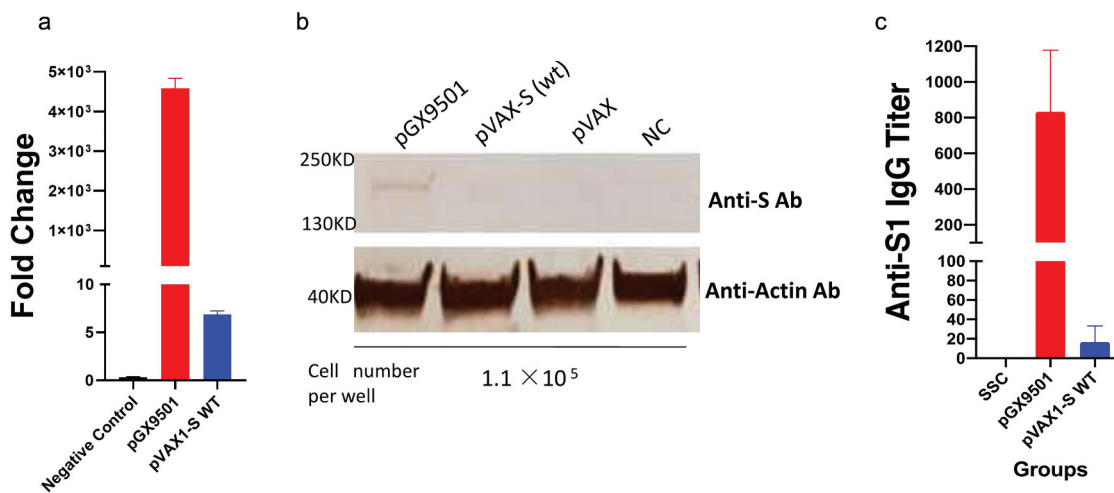 a
Fold Change
5×10³
4×10³
3×10³
2×10³
1×10³
10
5
0
Negative Control
pGX9501
pVAX1-S WT
b
pGX9501
pVAX-S (wt)
pVAX
NC
250KD
130KD
Anti-S Ab
40KD
Anti-Actin Ab
Cell number
per well
1.1 ×10⁵
c
Anti-S1 IgG Titer
1200
1000
800
600
400
200
100
80
60
40
20
0
SSC
pGX9501
pVAX1-S WT
Groups